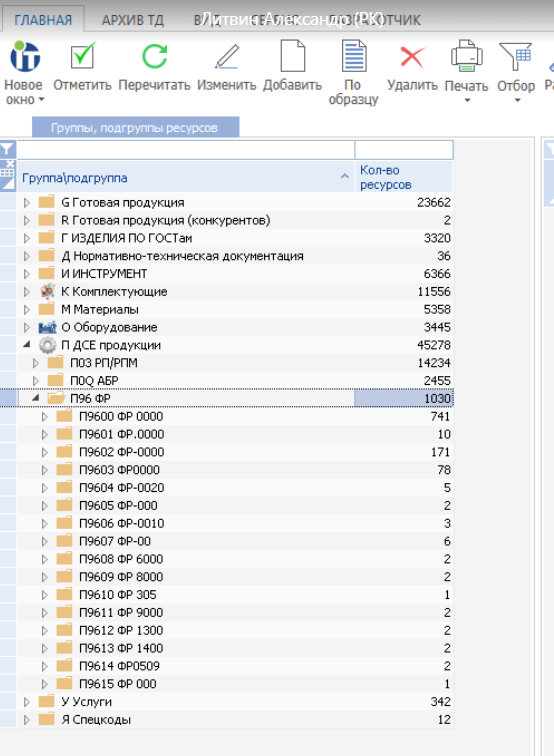 ГЛАВНАЯ АРХИВ ТД
Литвин Александр (РК)
Новое окно Отметить Перечитать Изменить Добавить По образцу Удалить Печать Отбор
Группы, подгруппы ресурсов
Группа\подгруппа Кол-во ресурсов
G Готовая продукция 23662
R Готовая продукция (конкурентов) 2
Г ИЗДЕЛИЯ ПО ГОСТам 3320
Д Нормативно-техническая документация 36
И ИНСТРУМЕНТ 6366
К Комплектующие 11556
М Материалы 5358
О Оборудование 3445
П ДСЕ продукции 45278
П03 РП/РПМ 14234
П0Q АБР 2455
П96 ФР 1030
П9600 ФР 0000 741
П9601 ФР.0000 10
П9602 ФР-0000 171
П9603 ФР0000 78
П9604 ФР-0020 5
П9605 ФР-000 2
П9606 ФР-0010 3
П9607 ФР-00 6
П9608 ФР 6000 2
П9609 ФР 8000 2
П9610 ФР 305 1
П9611 ФР 9000 2
П9612 ФР 1300 2
П9613 ФР 1400 2
П9614 ФР0509 2
П9615 ФР 000 1
У Услуги 342
Я Спецкоды 12